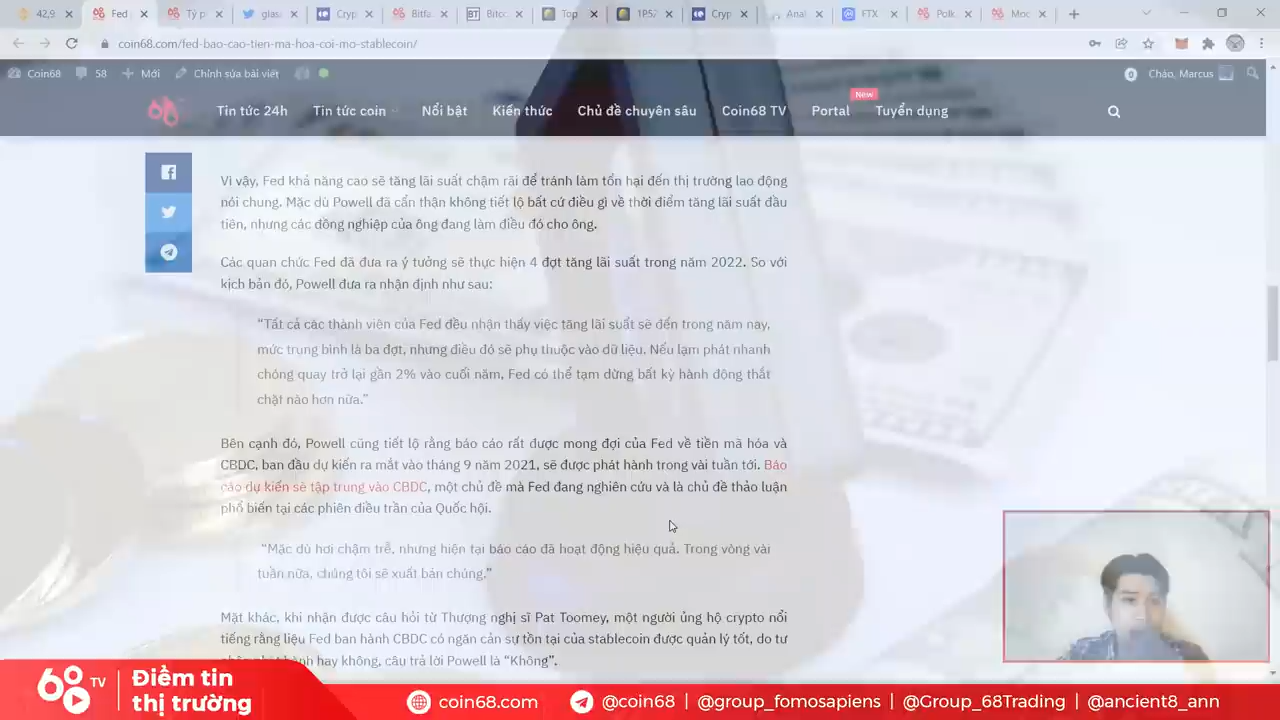 42,9
Fed
Tỷ p
Cryp
Bitfa
Bitco
Top
1P5Z
Cryp
Anal
FTX
Polk
Moc
coin68.com/fed-bao-cao-tien-ma-hoa-coi-mo-stablecoin/
Coin68 58 Mới Chỉnh sửa bài viết
0 Chào, Marcus
New
Tin tức 24h Tin tức coin Nổi bật Kiến thức Chủ đề chuyên sâu Coin68 TV Portal Tuyển dụng
Vì vậy, Fed khả năng cao sẽ tăng lãi suất chậm rãi để tránh làm tổn hại đến thị trường lao động
nói chung. Mặc dù Powell đã cẩn thận không tiết lộ bất cứ điều gì về thời điểm tăng lãi suất đầu
tiên, nhưng các đồng nghiệp của ông đang làm điều đó cho ông.
Các quan chức Fed đã đưa ra ý tưởng sẽ thực hiện 4 đợt tăng lãi suất trong năm 2022. So với
kịch bản đó, Powell đưa ra nhận định như sau:
“Tất cả các thành viên của Fed đều nhận thấy việc tăng lãi suất sẽ đến trong năm nay,
mức trung bình là ba đợt, nhưng điều đó sẽ phụ thuộc vào dữ liệu. Nếu lạm phát nhanh
chóng quay trở lại gần 2% vào cuối năm, Fed có thể tạm dừng bất kỳ hành động thắt
chặt nào hơn nữa.”
Bên cạnh đó, Powell cũng tiết lộ rằng báo cáo rất được mong đợi của Fed về tiền mã hóa và
CBDC, ban đầu dự kiến ra mắt vào tháng 9 năm 2021, sẽ được phát hành trong vài tuần tới. Báo
cáo dự kiến sẽ tập trung vào CBDC, một chủ đề mà Fed đang nghiên cứu và là chủ đề thảo luận
phổ biến tại các phiên điều trần của Quốc hội.
“Mặc dù hơi chậm trễ, nhưng hiện tại báo cáo đã hoạt động hiệu quả. Trong vòng vài
tuần nữa, chúng tôi sẽ xuất bản chúng.”
Mặt khác, khi nhận được câu hỏi từ Thượng nghị sĩ Pat Toomey, một người ủng hộ crypto nổi
tiếng rằng liệu Fed ban hành CBDC có ngăn cản sự tồn tại của stablecoin được quản lý tốt, do tư
nhân phát hành hay không, câu trả lời Powell là “Không”.
68 TV
Điểm tin
thị trường
coin68.com @coin68 | @group_fomosapiens | @Group_68Trading | @ancient8_ann